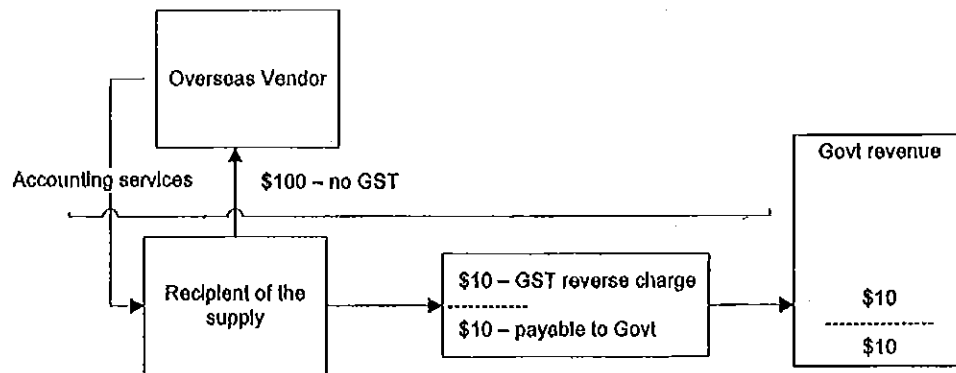 Overseas Vendor
Govt revenue
Accounting services
$100 – no GST
Recipient of the
supply
$10 – GST reverse charge
$10 – payable to Govt
$10
$10